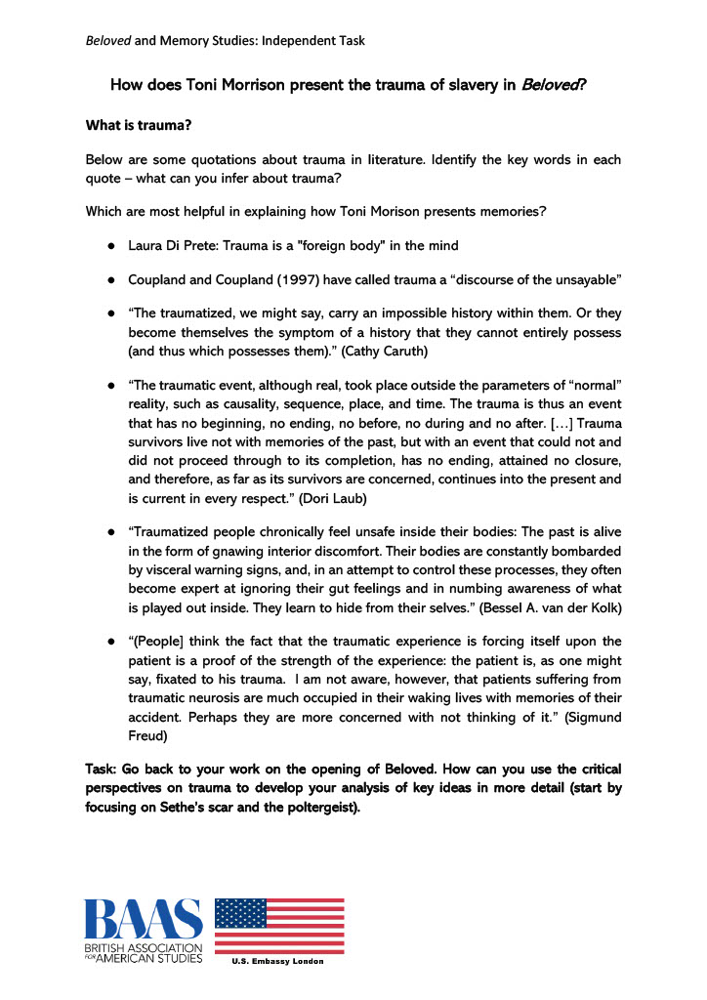 Beloved and Memory Studies: Independent Task
How does Toni Morrison present the trauma of slavery in Beloved?
What is trauma?
Below are some quotations about trauma in literature. Identify the key words in each
quote – what can you infer about trauma?
Which are most helpful in explaining how Toni Morison presents memories?
● Laura Di Prete: Trauma is a "foreign body" in the mind
● Coupland and Coupland (1997) have called trauma a “discourse of the unsayable”
● “The traumatized, we might say, carry an impossible history within them. Or they
become themselves the symptom of a history that they cannot entirely possess
(and thus which possesses them).” (Cathy Caruth)
● “The traumatic event, although real, took place outside the parameters of “normal”
reality, such as causality, sequence, place, and time. The trauma is thus an event
that has no beginning, no ending, no before, no during and no after. […] Trauma
survivors live not with memories of the past, but with an event that could not and
did not proceed through to its completion, has no ending, attained no closure,
and therefore, as far as its survivors are concerned, continues into the present and
is current in every respect.” (Dori Laub)
● “Traumatized people chronically feel unsafe inside their bodies: The past is alive
in the form of gnawing interior discomfort. Their bodies are constantly bombarded
by visceral warning signs, and, in an attempt to control these processes, they often
become expert at ignoring their gut feelings and in numbing awareness of what
is played out inside. They learn to hide from their selves.” (Bessel A. van der Kolk)
● “(People] think the fact that the traumatic experience is forcing itself upon the
patient is a proof of the strength of the experience: the patient is, as one might
say, fixated to his trauma. I am not aware, however, that patients suffering from
traumatic neurosis are much occupied in their waking lives with memories of their
accident. Perhaps they are more concerned with not thinking of it.” (Sigmund
Freud)
Task: Go back to your work on the opening of Beloved. How can you use the critical
perspectives on trauma to develop your analysis of key ideas in more detail (start by
focusing on Sethe’s scar and the poltergeist).
BAAS
BRITISH ASSOCIATION
FOR AMERICAN STUDIES
U.S. Embassy London